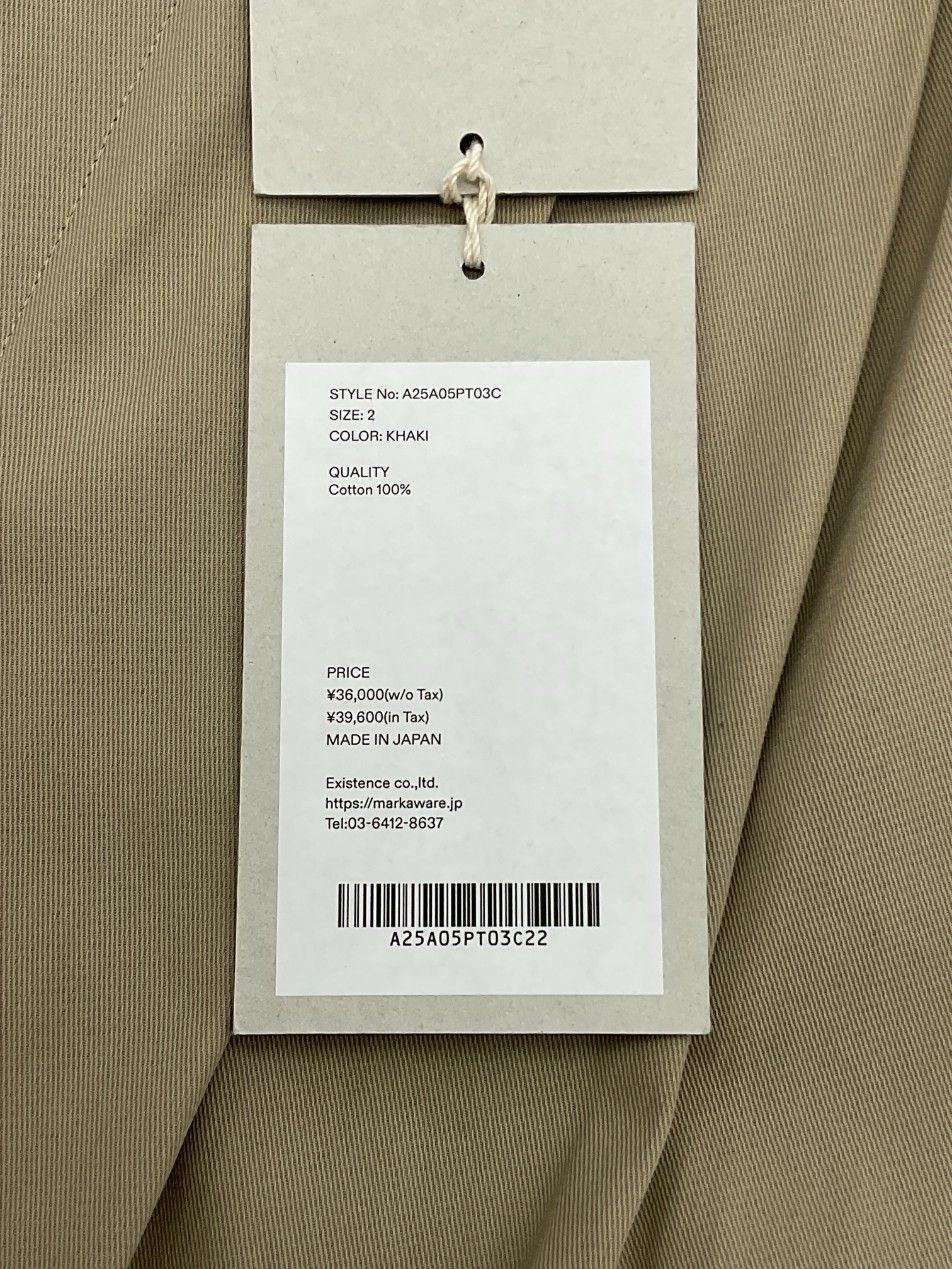 STYLE No: A25A05PT03C
SIZE: 2
COLOR: KHAKI
QUALITY
Cotton 100%
PRICE
¥36,000(w/o Tax)
¥39,600(in Tax)
MADE IN JAPAN
Existence co.,ltd.
https://markaware.jp
Tel:03-6412-8637
A25A05PT03C22